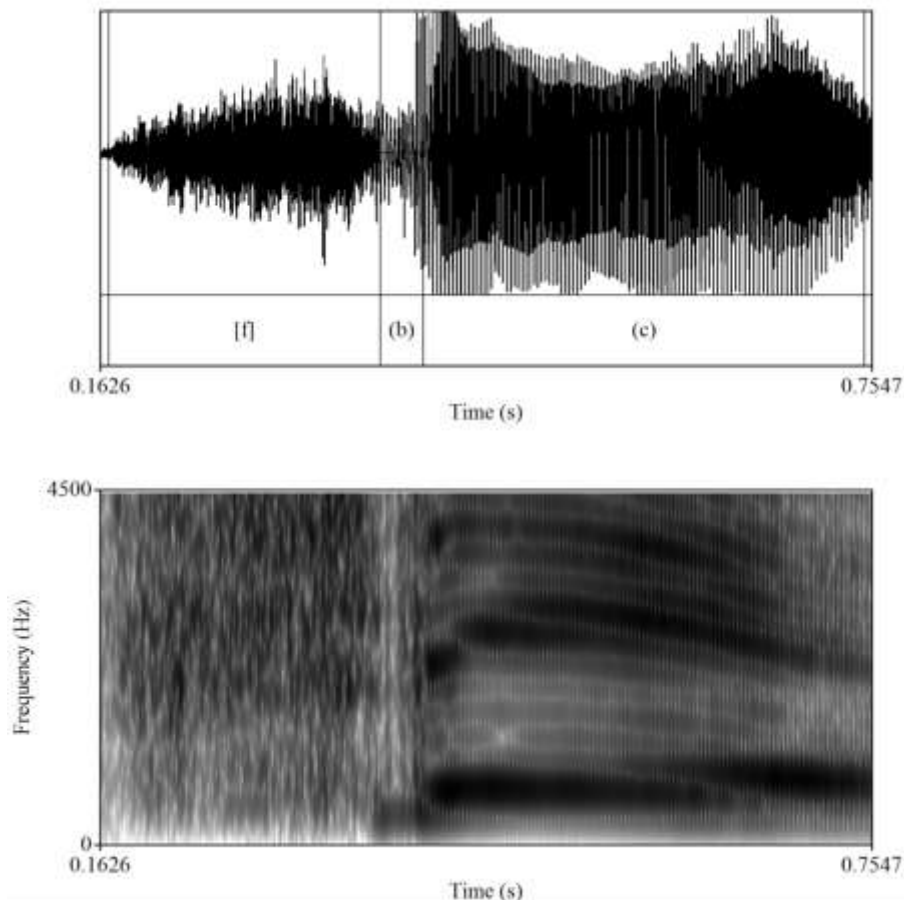 [f] (b) (c)
0.1626 0.7547
Time (s)
4500
Frequency (Hz)
0
0.1626 0.7547
Time (s)